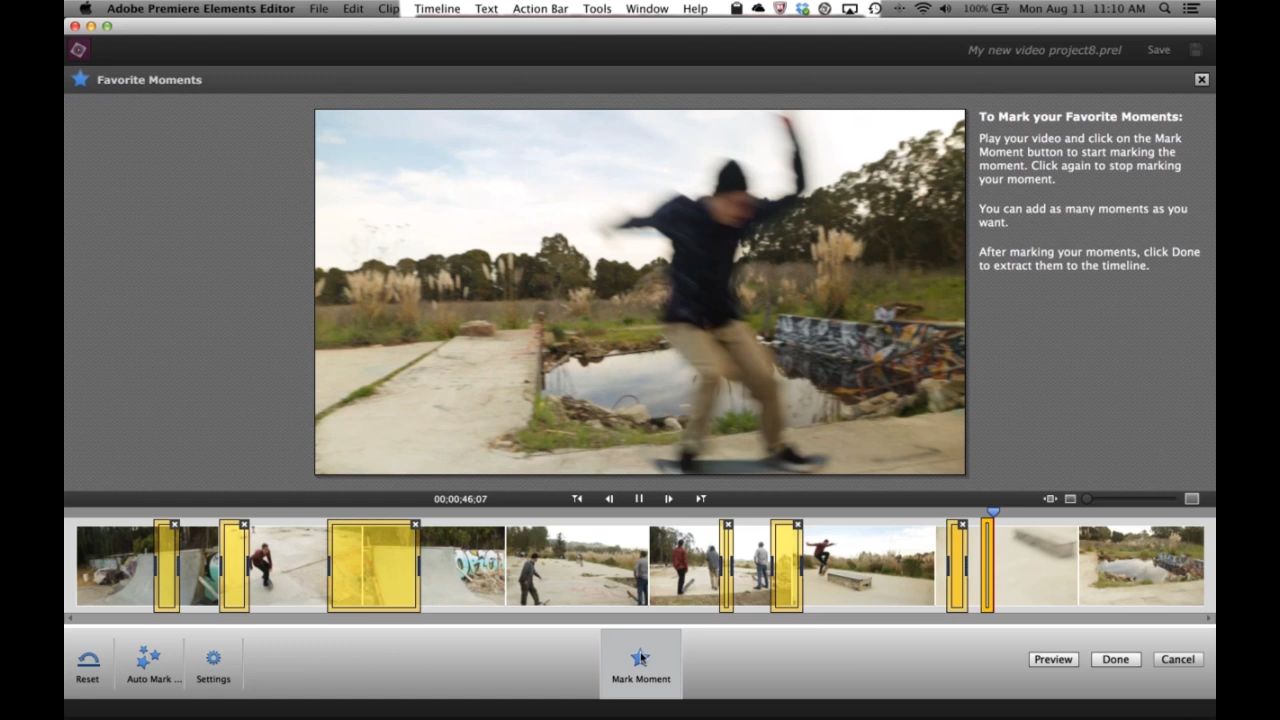 Adobe Premiere Elements Editor File Edit Clip Timeline Text Action Bar Tools Window Help 100% Mon Aug 11 11:10 AM
My new video project8.prel Save
Favorite Moments
To Mark your Favorite Moments:
Play your video and click on the Mark
Moment button to start marking the
moment. Click again to stop marking
your moment.
You can add as many moments as you
want.
After marking your moments, click Done
to extract them to the timeline.
00;00;46;07
Reset
Auto Mark ...
Settings
Mark Moment
Preview
Done
Cancel